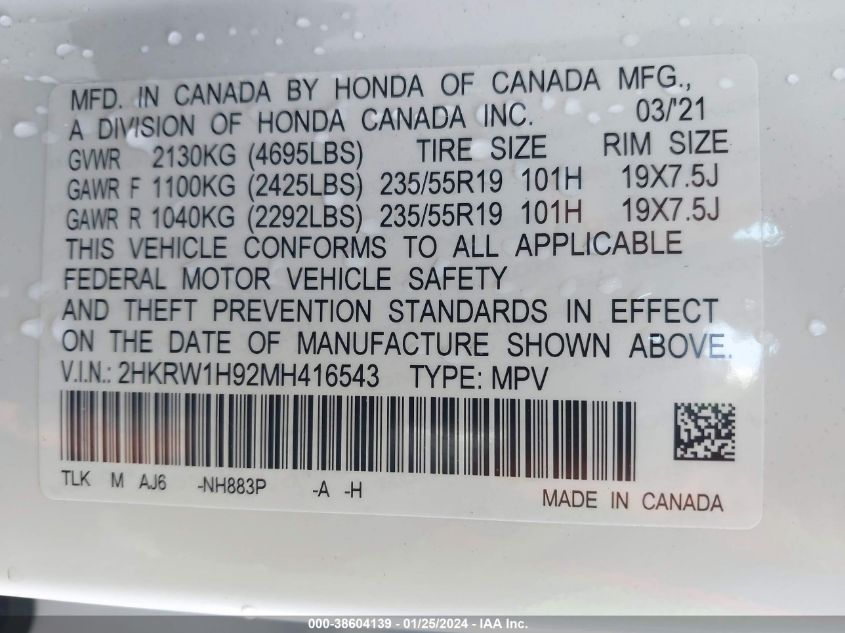 MFD. IN CANADA BY HONDA OF CANADA MFG.,
A DIVISION OF HONDA CANADA INC. 03/'21
GVWR 2130KG (4695LBS) TIRE SIZE RIM SIZE
GAWR F 1100KG (2425LBS) 235/55R19 101H 19X7.5J
GAWR R 1040KG (2292LBS) 235/55R19 101H 19X7.5J
THIS VEHICLE CONFORMS TO ALL APPLICABLE
FEDERAL MOTOR VEHICLE SAFETY
AND THEFT PREVENTION STANDARDS IN EFFECT
ON THE DATE OF MANUFACTURE SHOWN ABOVE.
V.I.N.: 2HKRW1H92MH416543 TYPE: MPV
TLK M AJ6 -NH883P -A -H
MADE IN CANADA
000-38604139 - 01/25/2024 - IAA Inc.